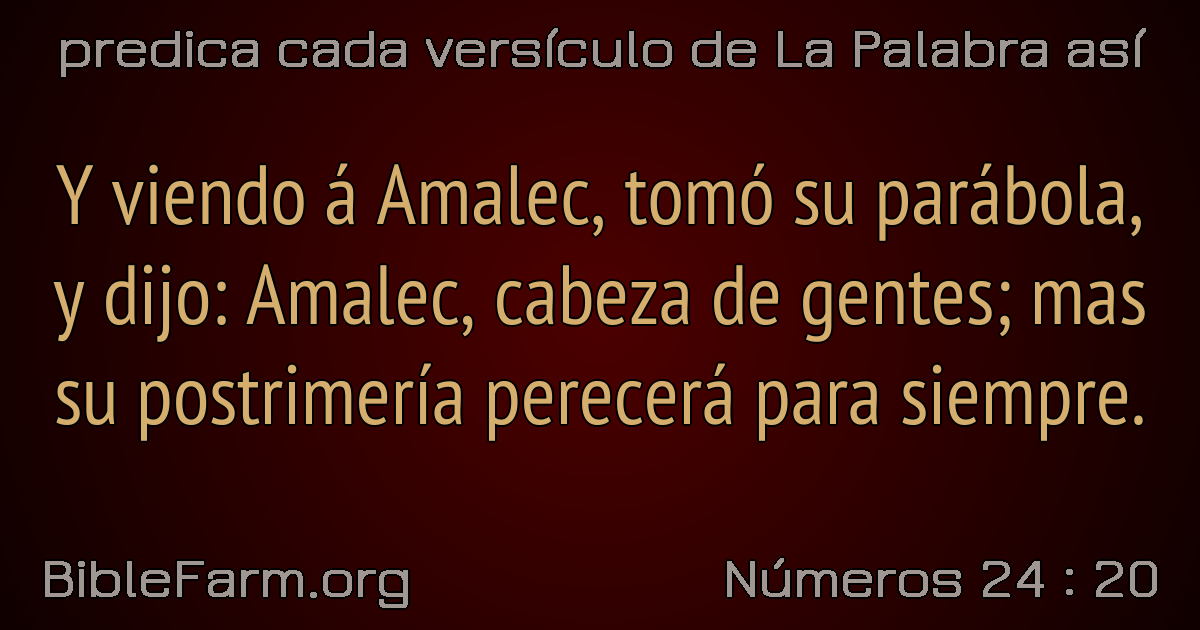 predica cada versículo de La Palabra así
Y viendo á Amalec, tomó su parábola,
y dijo: Amalec, cabeza de gentes; mas
su postrimería perecerá para siempre.
BibleFarm.org
Números 24 : 20